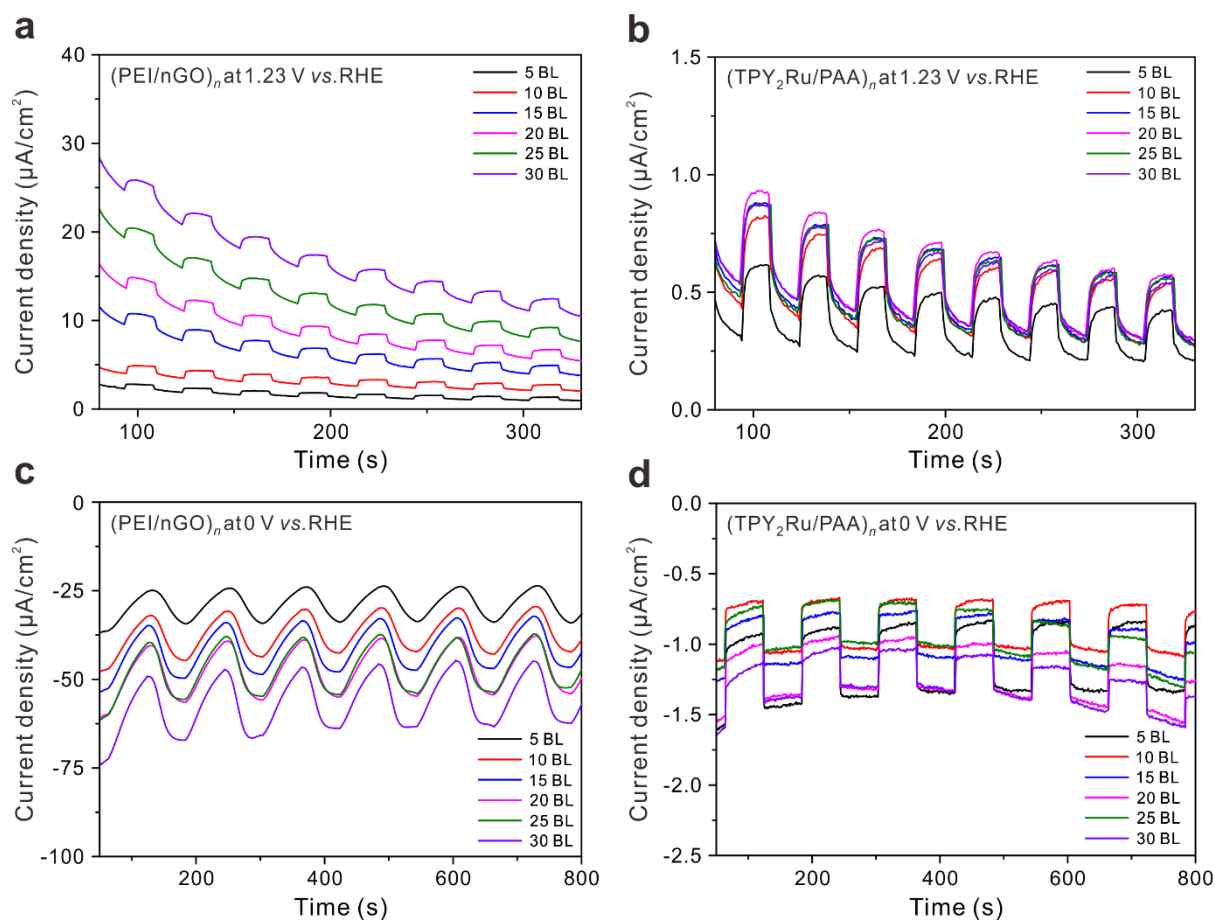 a
(PEI/nGO)ₙ at 1.23 V vs.RHE
5 BL
10 BL
15 BL
20 BL
25 BL
30 BL
40
30
20
10
0
Current density (µA/cm²)
100
200
300
Time (s)
b
(TPY₂Ru/PAA)ₙ at 1.23 V vs.RHE
5 BL
10 BL
15 BL
20 BL
25 BL
30 BL
1.5
1.0
0.5
0.0
Current density (µA/cm²)
100
200
300
Time (s)
c
(PEI/nGO)ₙ at 0 V vs.RHE
0
-25
-50
-75
-100
Current density (µA/cm²)
5 BL
10 BL
15 BL
20 BL
25 BL
30 BL
200
400
600
800
Time (s)
d
(TPY₂Ru/PAA)ₙ at 0 V vs.RHE
0.0
-0.5
-1.0
-1.5
-2.0
-2.5
Current density (µA/cm²)
5 BL
10 BL
15 BL
20 BL
25 BL
30 BL
200
400
600
800
Time (s)